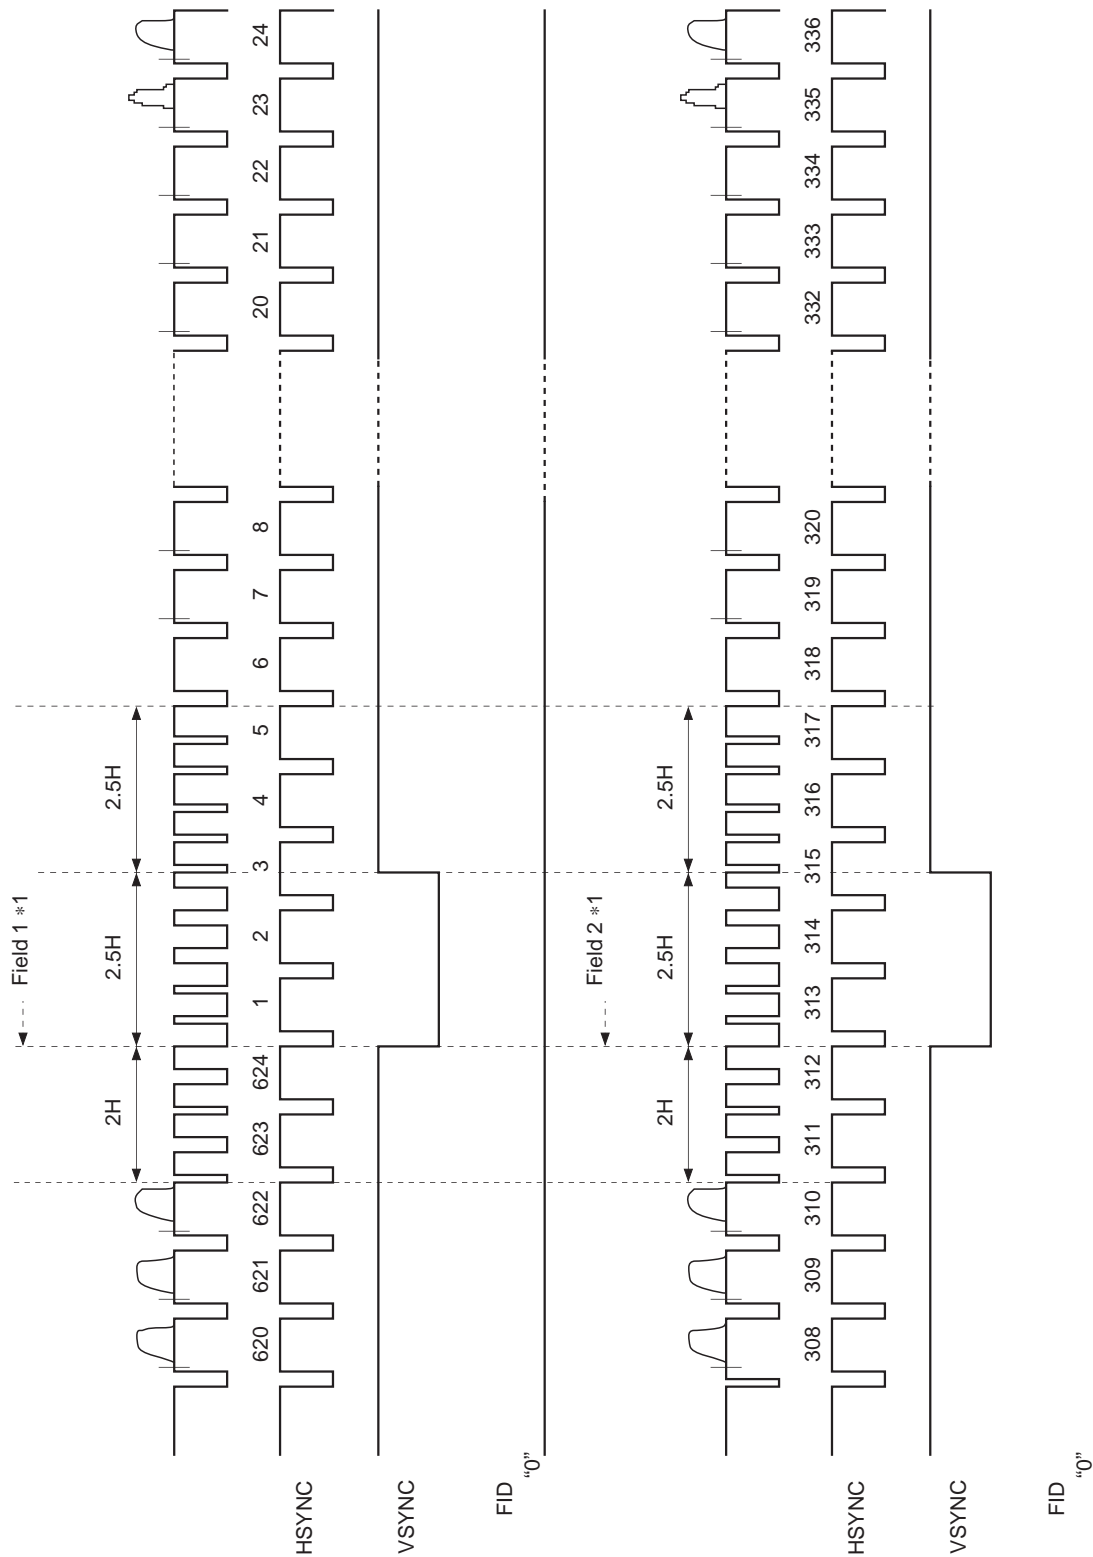 Field 1 *1
2H
2.5H
2.5H
620 621 622 623 624 1 2 3 4 5 6 7 8 20 21 22 23 24
HSYNC
VSYNC
FID
“0”
Field 2 *1
2H
2.5H
2.5H
308 309 310 311 312 313 314 315 316 317 318 319 320 332 333 334 335 336
HSYNC
VSYNC
FID
“0”